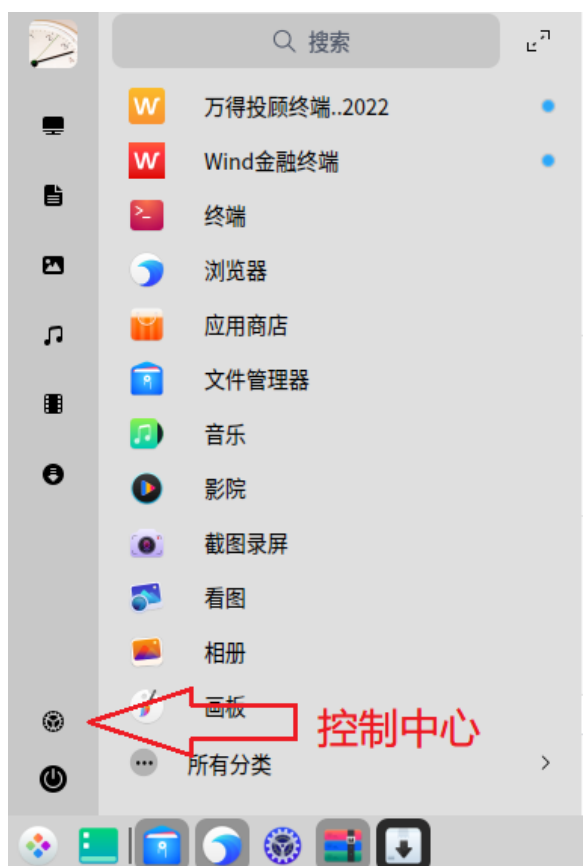 搜索
万得投顾终端..2022
Wind金融终端
终端
浏览器
应用商店
文件管理器
音乐
影院
截图录屏
看图
相册
画板
控制中心
所有分类